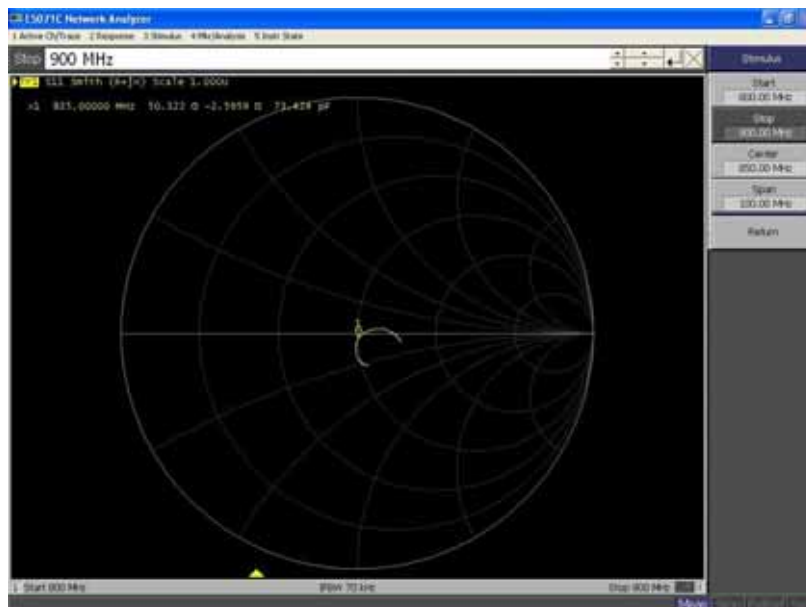 E5071C Network Analyzer
1 Active Ch/Trace 2 Response 3 Stimulus 4 Mkr/Analysis 5 Instr State
Stop 900 MHz
Stimulus
Tr1 S11 Smith (R+jX) Scale 1.000U
>1 835.00000 MHz 50.322 Ω -2.5959 Ω
pF
Start
800.00 MHz
Stop
900.00 MHz
Center
850.00 MHz
Span
100.00 MHz
Return
1 Start 800 MHz IFBW 70 kHz Stop 900 MHz
Meas